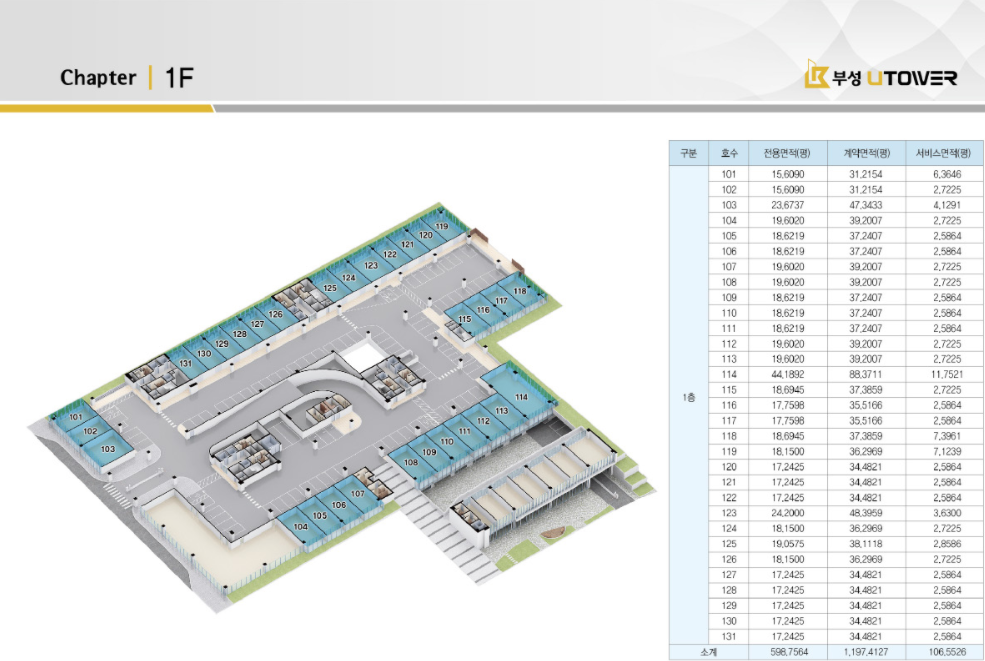 Chapter | 1F
부성 UTOWER
구분 호수 전용면적(평) 계약면적(평) 서비스면적(평)
1층
101 15,6090 31,2154 6,3646
102 15,6090 31,2154 2,7225
103 23,6737 47,3433 4,1291
104 19,6020 39,2007 2,7225
105 18,6219 37,2407 2,5864
106 18,6219 37,2407 2,5864
107 19,6020 39,2007 2,7225
108 19,6020 39,2007 2,7225
109 18,6219 37,2407 2,5864
110 18,6219 37,2407 2,5864
111 18,6219 37,2407 2,5864
112 19,6020 39,2007 2,7225
113 19,6020 39,2007 2,7225
114 44,1892 88,3711 11,7521
115 18,6945 37,3859 2,7225
116 17,7598 35,5166 2,5864
117 17,7598 35,5166 2,5864
118 18,6945 37,3859 7,3961
119 18,1500 36,2969 7,1239
120 17,2425 34,4821 2,5864
121 17,2425 34,4821 2,5864
122 17,2425 34,4821 2,5864
123 24,2000 48,3959 3,6300
124 18,1500 36,2969 2,7225
125 19,0575 38,1118 2,8586
126 18,1500 36,2969 2,7225
127 17,2425 34,4821 2,5864
128 17,2425 34,4821 2,5864
129 17,2425 34,4821 2,5864
130 17,2425 34,4821 2,5864
131 17,2425 34,4821 2,5864
소계 598,7564 1,197,4127 106,5526
119
120
121
122
123
124
125
126
127
128
129
130
131
118
117
116
115
101
102
103
114
113
112
111
110
109
108
107
106
105
104